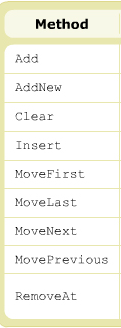 Method
Add
AddNew
Clear
Insert
MoveFirst
MoveLast
MoveNext
MovePrevious
RemoveAt